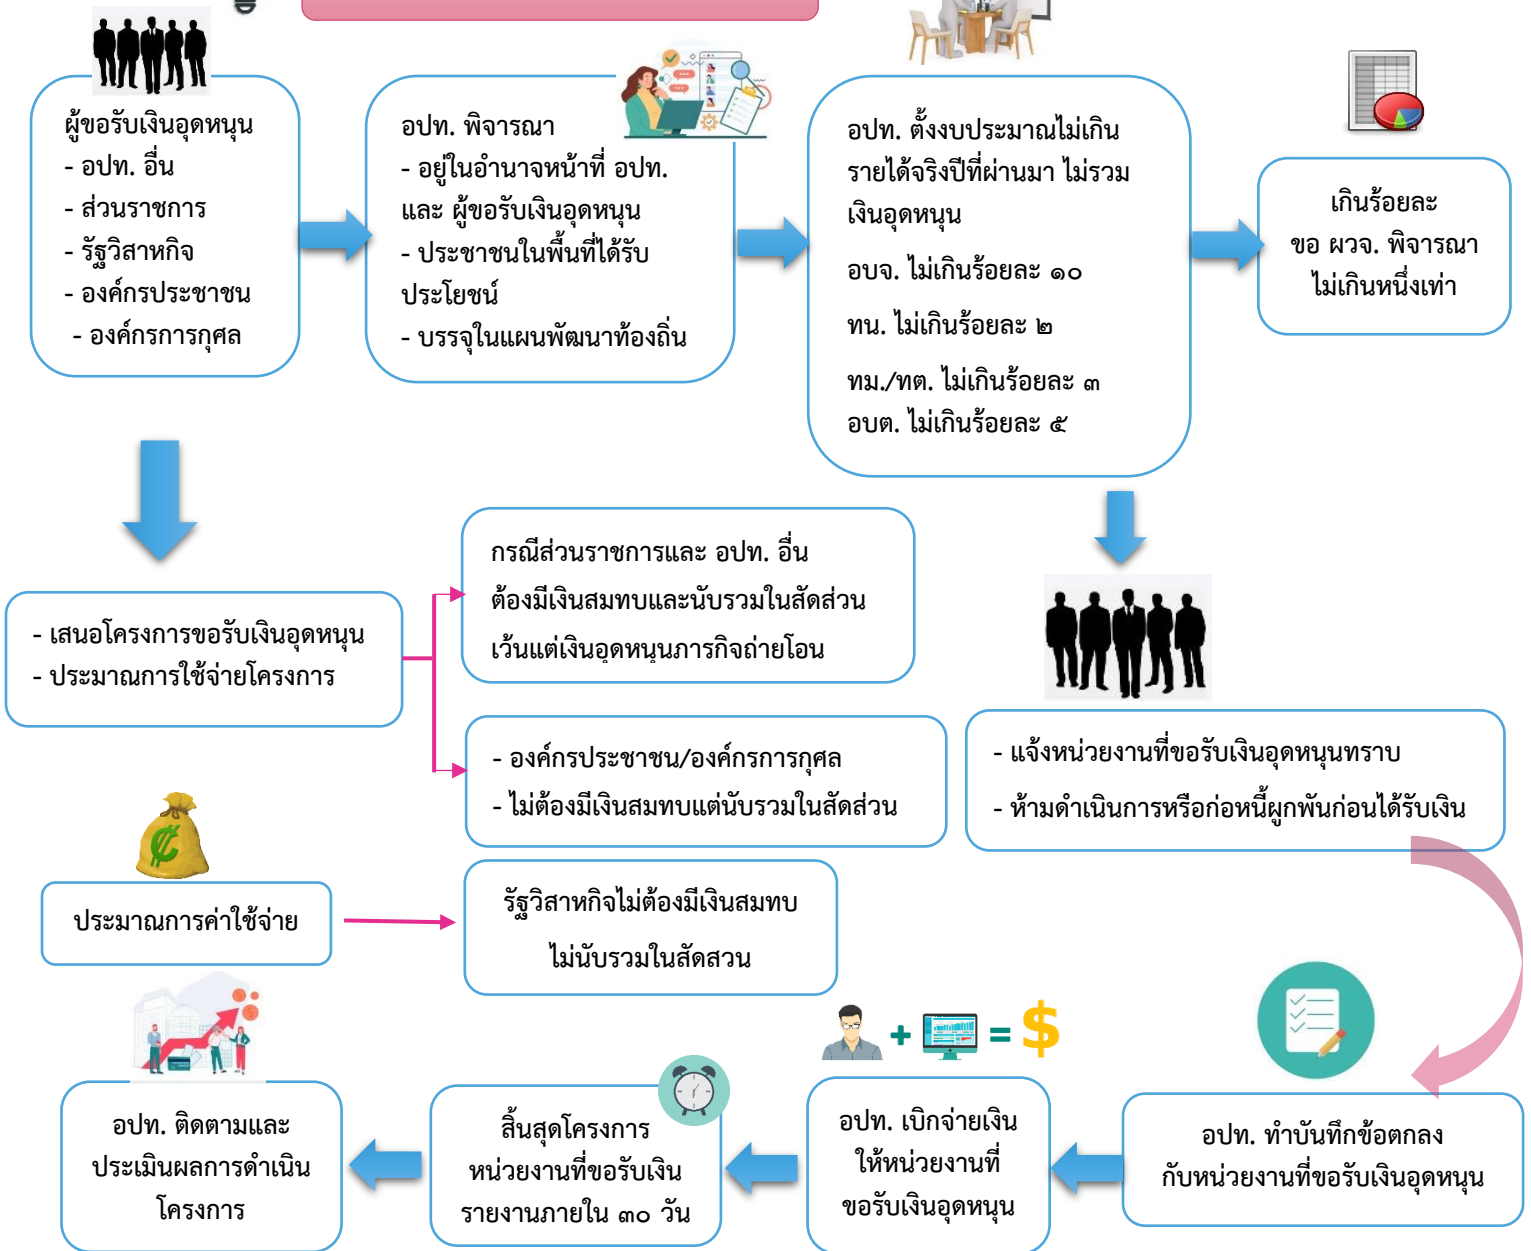 ผู้ขอรับเงินอุดหนุน
- อปท. อื่น
- ส่วนราชการ
- รัฐวิสาหกิจ
- องค์กรประชาชน
- องค์กรการกุศล
อปท. พิจารณา
- อยู่ในอำนาจหน้าที่ อปท.
และ ผู้ขอรับเงินอุดหนุน
- ประชาชนในพื้นที่ได้รับ
ประโยชน์
- บรรจุในแผนพัฒนาท้องถิ่น
อปท. ตั้งงบประมาณไม่เกิน
รายได้จริงปีที่ผ่านมา ไม่รวม
เงินอุดหนุน
อบจ. ไม่เกินร้อยละ ๑๐
ทน. ไม่เกินร้อยละ ๒
ทม./ทต. ไม่เกินร้อยละ ๓
อบต. ไม่เกินร้อยละ ๕
เกินร้อยละ
ขอ ผวจ. พิจารณา
ไม่เกินหนึ่งเท่า
- เสนอโครงการขอรับเงินอุดหนุน
- ประมาณการใช้จ่ายโครงการ
กรณีส่วนราชการและ อปท. อื่น
ต้องมีเงินสมทบและนับรวมในสัดส่วน
เว้นแต่เงินอุดหนุนภารกิจถ่ายโอน
- องค์กรประชาชน/องค์กรการกุศล
- ไม่ต้องมีเงินสมทบแต่นับรวมในสัดส่วน
- แจ้งหน่วยงานที่ขอรับเงินอุดหนุนทราบ
- ห้ามดำเนินการหรือก่อหนี้ผูกพันก่อนได้รับเงิน
ประมาณการค่าใช้จ่าย
รัฐวิสาหกิจไม่ต้องมีเงินสมทบ
ไม่นับรวมในสัดสวน
อปท. ทำบันทึกข้อตกลง
กับหน่วยงานที่ขอรับเงินอุดหนุน
อปท. เบิกจ่ายเงิน
ให้หน่วยงานที่
ขอรับเงินอุดหนุน
สิ้นสุดโครงการ
หน่วยงานที่ขอรับเงิน
รายงานภายใน ๓๐ วัน
อปท. ติดตามและ
ประเมินผลการดำเนิน
โครงการ